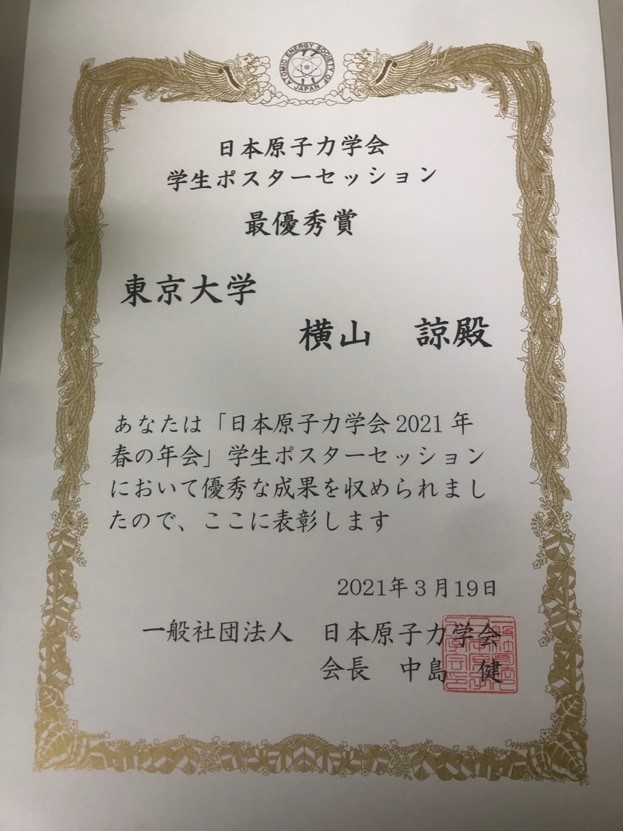 ATOMIC ENERGY SOCIETY OF JAPAN
日本原子力学会
学生ポスターセッション
最優秀賞
東京大学
横山 諒殿
あなたは「日本原子力学会2021年
春の年会」学生ポスターセッション
において優秀な成果を収められまし
たので、ここに表彰します
2021年3月19日
一般社団法人 日本原子力学会
会長 中島 健